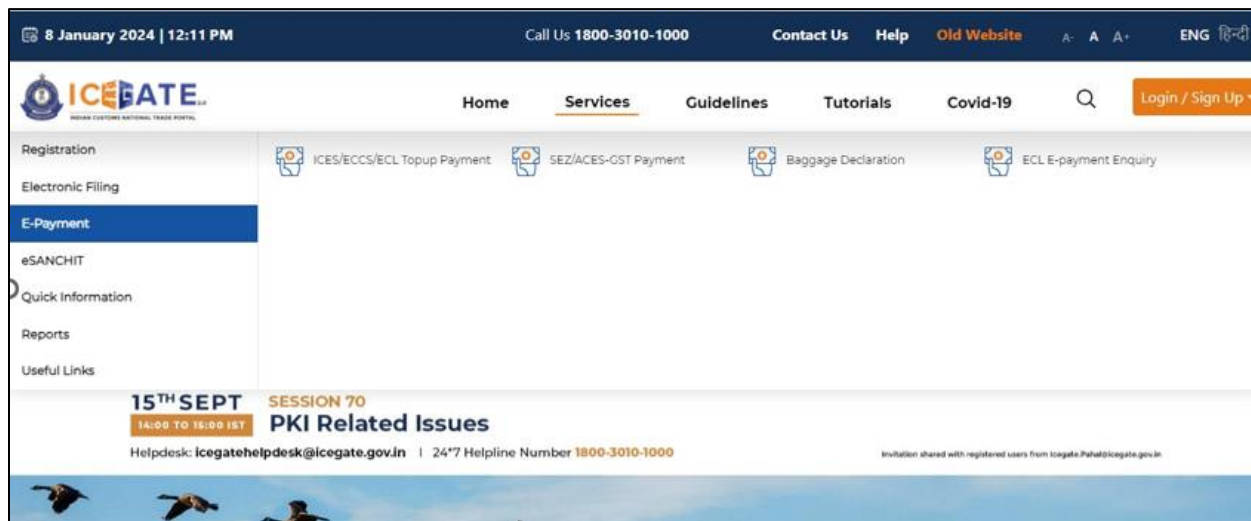 8 January 2024 | 12:11 PM Call Us 1800-3010-1000 Contact Us Help Old Website A- A A+ ENG हिन्दी
ICEGATE
INDIAN CUSTOMS NATIONAL TRADE PORTAL
Home Services Guidelines Tutorials Covid-19 Login / Sign Up
Registration
ICES/ECCS/ECL Topup Payment SEZ/ACES-GST Payment Baggage Declaration ECL E-payment Enquiry
Electronic Filing
E-Payment
eSANCHIT
Quick Information
Reports
Useful Links
15TH SEPT SESSION 70
14:00 TO 15:00 IST PKI Related Issues
Helpdesk: icegatehelpdesk@icegate.gov.in | 24*7 Helpline Number 1800-3010-1000 Invitation shared with registered users from Icegate.Pahal@icegate.gov.in